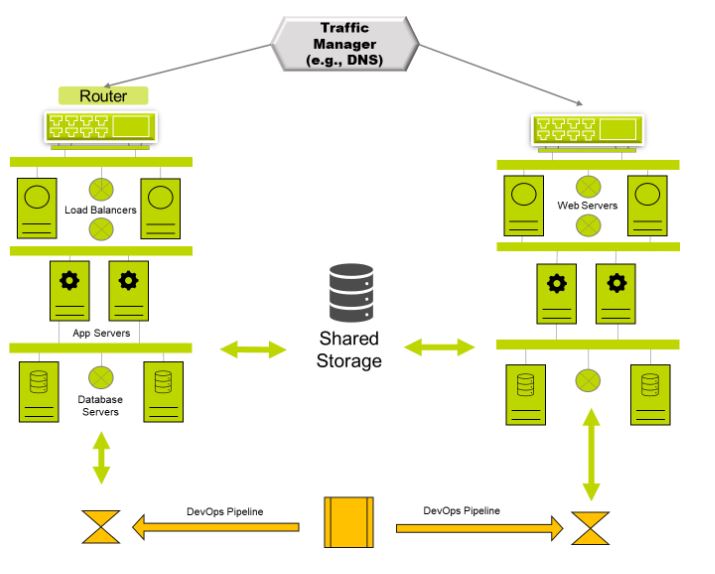 Traffic
Manager
(e.g., DNS)
Router
Load Balancers
Web Servers
App Servers
Shared
Storage
Database
Servers
DevOps Pipeline
DevOps Pipeline